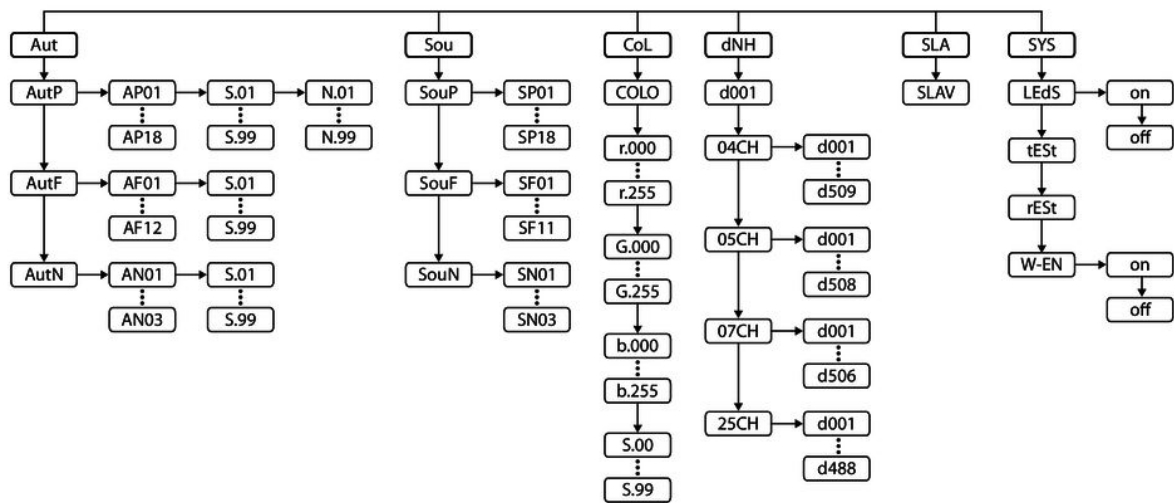 Aut
Sou
CoL
dNH
SLA
SYS
AutP
AP01
S.01
N.01
SouP
SP01
COLO
d001
SLAV
LEdS
on
AP18
S.99
N.99
SP18
off
r.000
04CH
d001
tESt
AutF
AF01
S.01
SouF
SF01
r.255
d509
rESt
AF12
S.99
SF11
G.000
05CH
d001
AutN
AN01
S.01
SouN
SN01
G.255
d508
W-EN
on
AN03
S.99
SN03
off
b.000
07CH
d001
b.255
d506
S.00
25CH
d001
S.99
d488